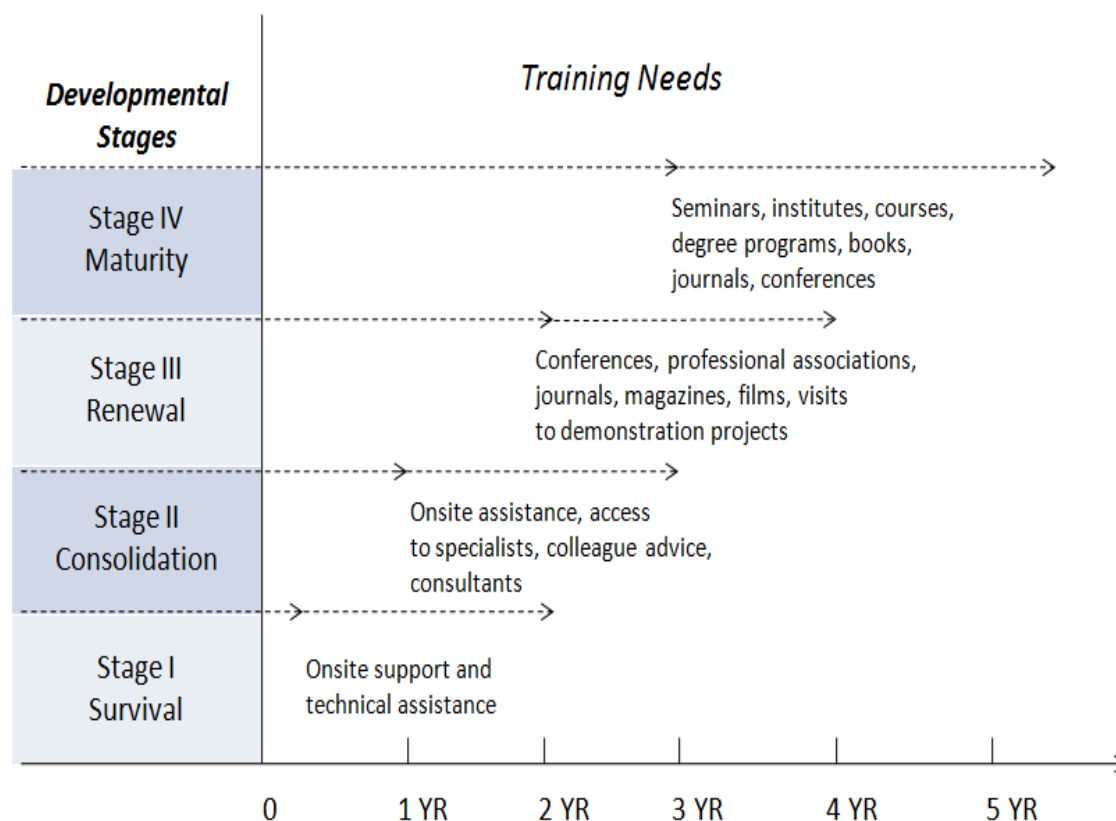 Training Needs
Developmental
Stages
Stage IV
Maturity
Seminars, institutes, courses,
degree programs, books,
journals, conferences
Stage III
Renewal
Conferences, professional associations,
journals, magazines, films, visits
to demonstration projects
Stage II
Consolidation
Onsite assistance, access
to specialists, colleague advice,
consultants
Stage I
Survival
Onsite support and
technical assistance
0 1 YR 2 YR 3 YR 4 YR 5 YR